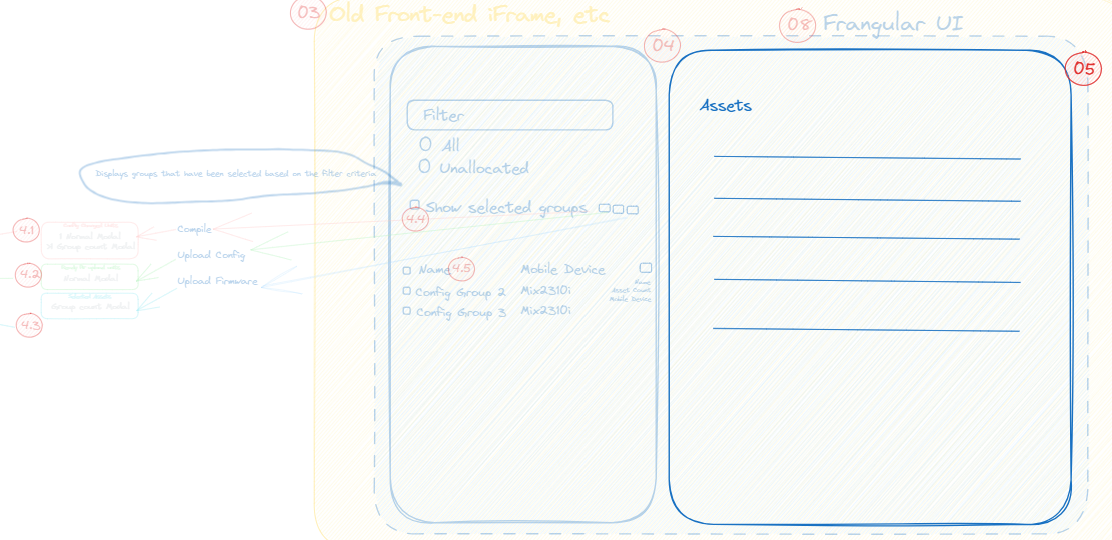 03 Old Front-end iFrame, etc
08 Frangular UI
04
05
Assets
Filter
O All
O Unallocated
Displays groups that have been selected based on the filter criteria
Show selected groups
4.4
4.1
Compile
4.2
Upload Config
4.3
Upload Firmware
Name 4.5 Mobile Device
Config Group 2 Mix2310i
Config Group 3 Mix2310i
Name
Asset Count
Mobile Device